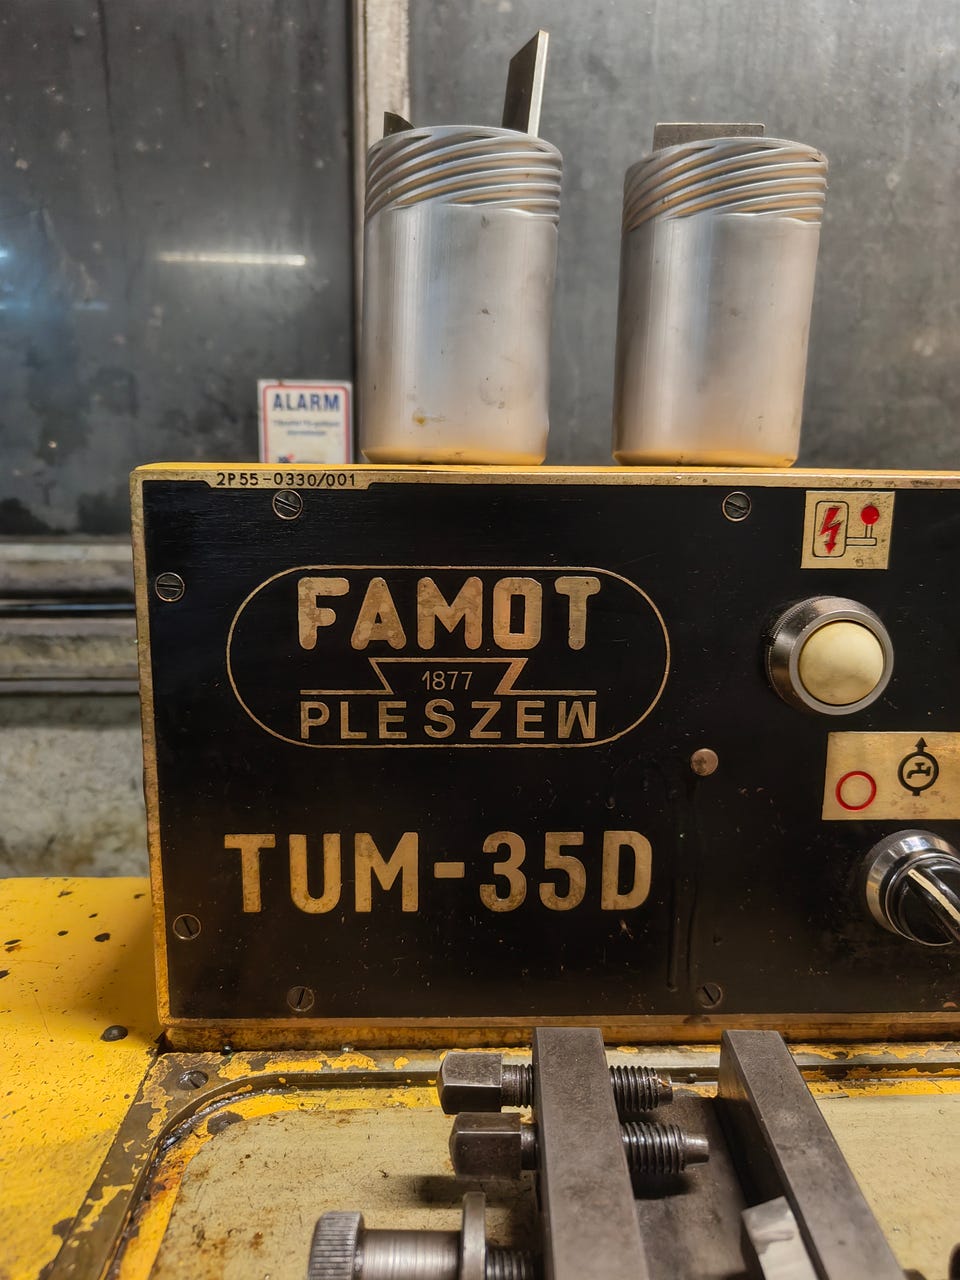 ALARM
2P55-0330/001
FAMOT
1877
PLESZEW
TUM-35D